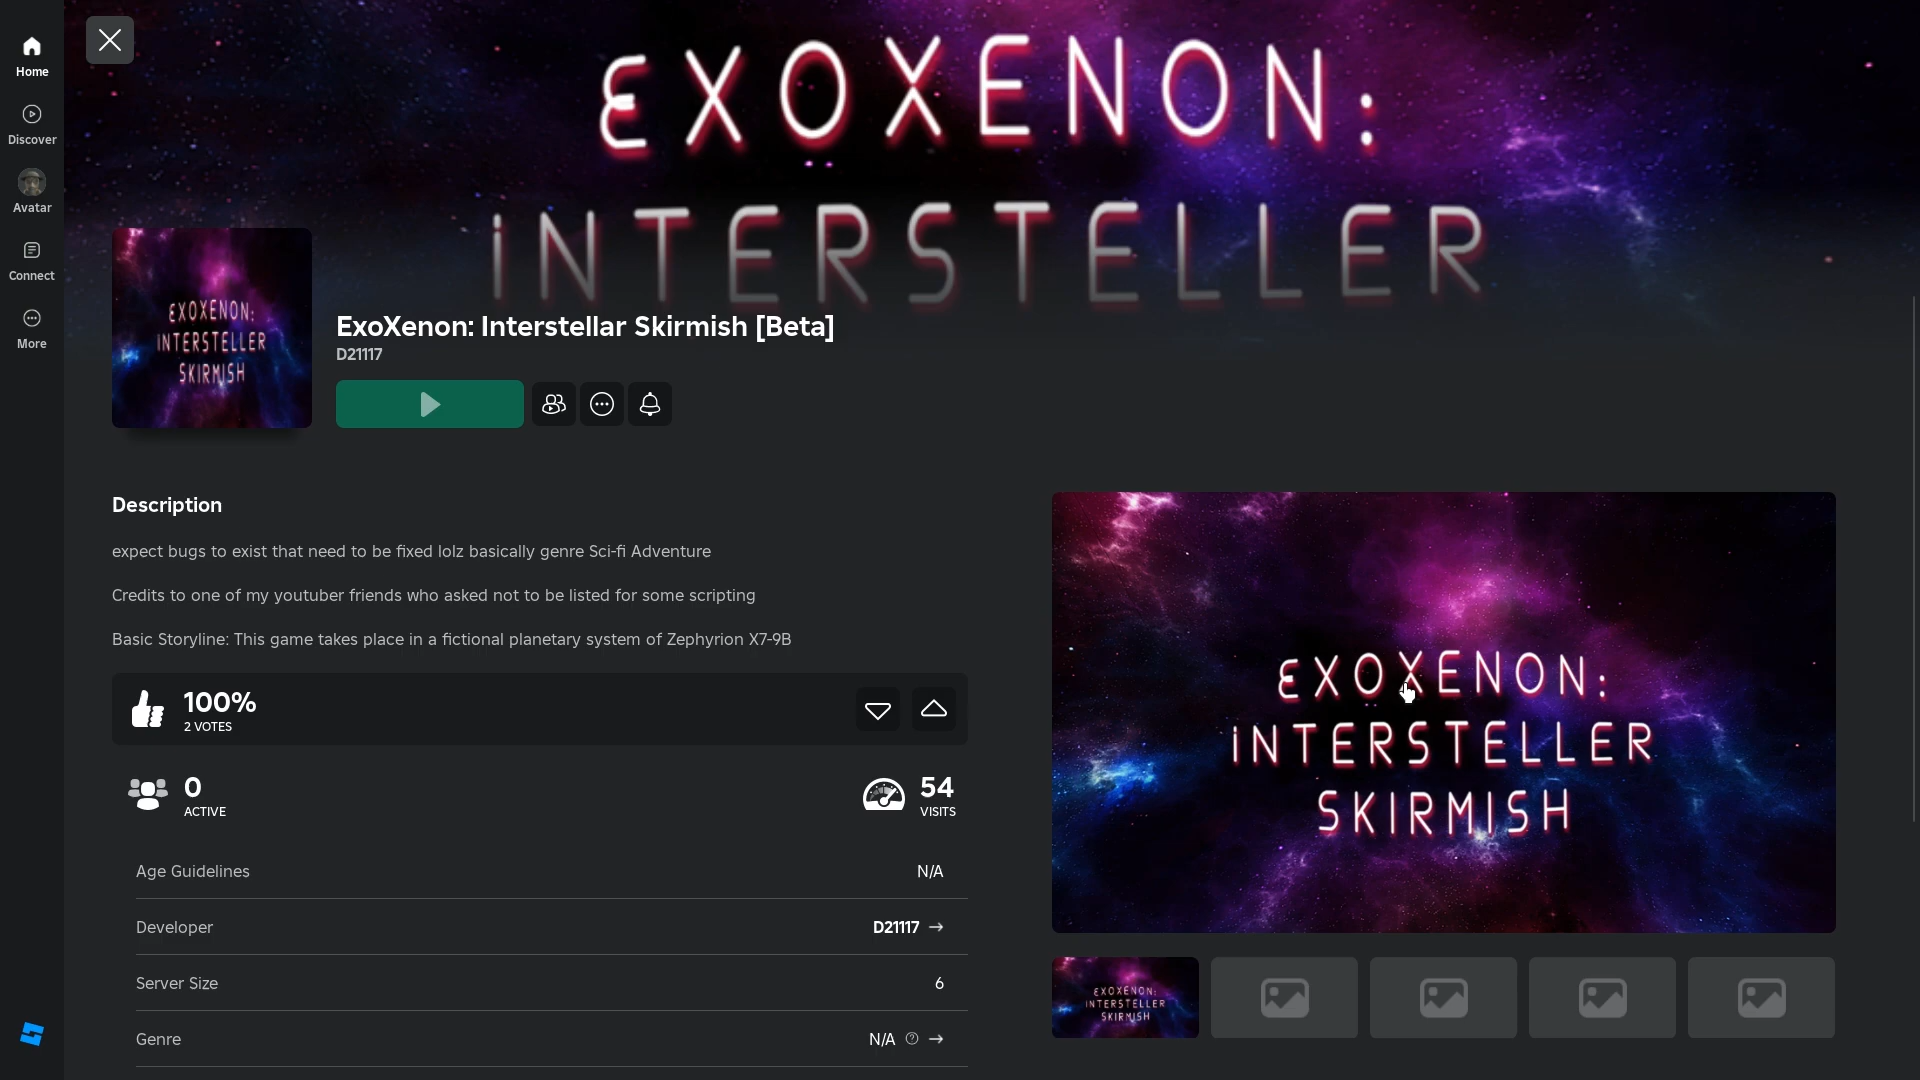 Home
Discover
Avatar
Connect
More
EXOXENON:
iNTERSTELLER
EXOXENON:
iNTERSTELLER
SKIRMISH
ExoXenon: Interstellar Skirmish [Beta]
D21117
Description
expect bugs to exist that need to be fixed lolz basically genre Sci-fi Adventure
Credits to one of my youtuber friends who asked not to be listed for some scripting
Basic Storyline: This game takes place in a fictional planetary system of Zephyrion X7-9B
100%
2 VOTES
0
ACTIVE
54
VISITS
Age Guidelines N/A
Developer D21117
Server Size 6
Genre N/A
EXOXENON:
iNTERSTELLER
SKIRMISH
EXOXENON:
iNTERSTELLER
SKIRMISH